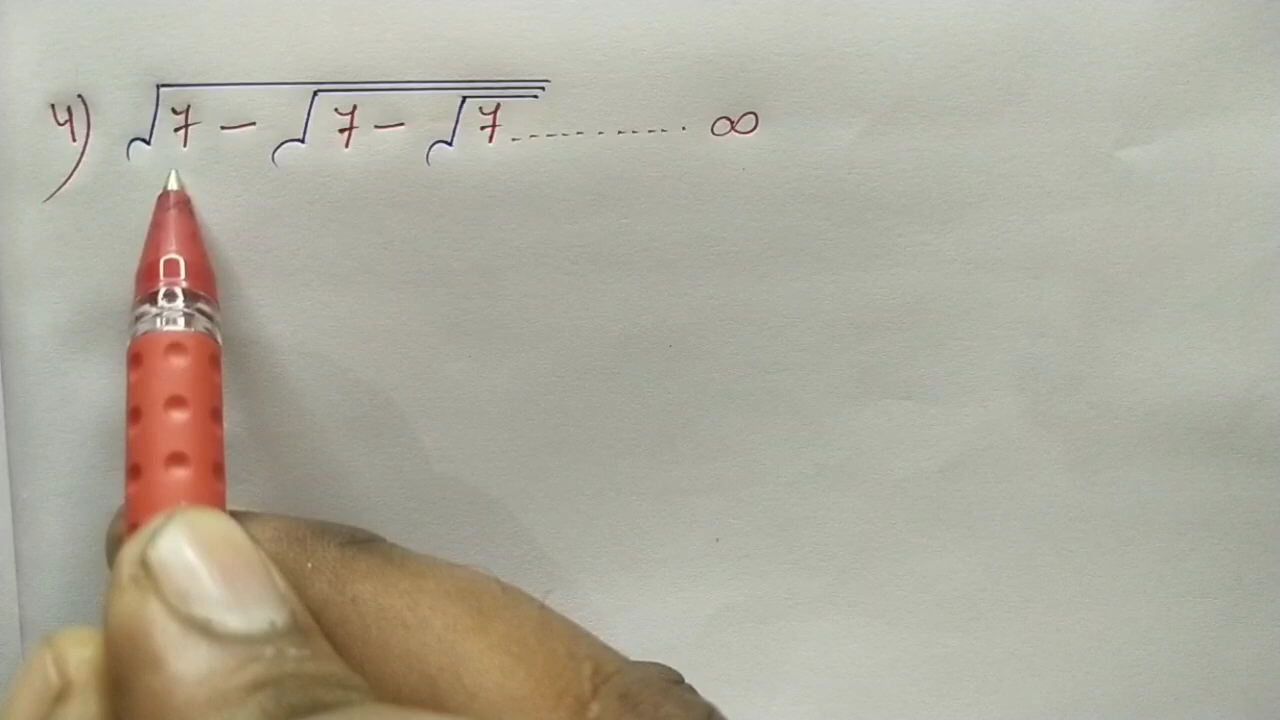 4) √7 - √7 - √7 ............ ∞